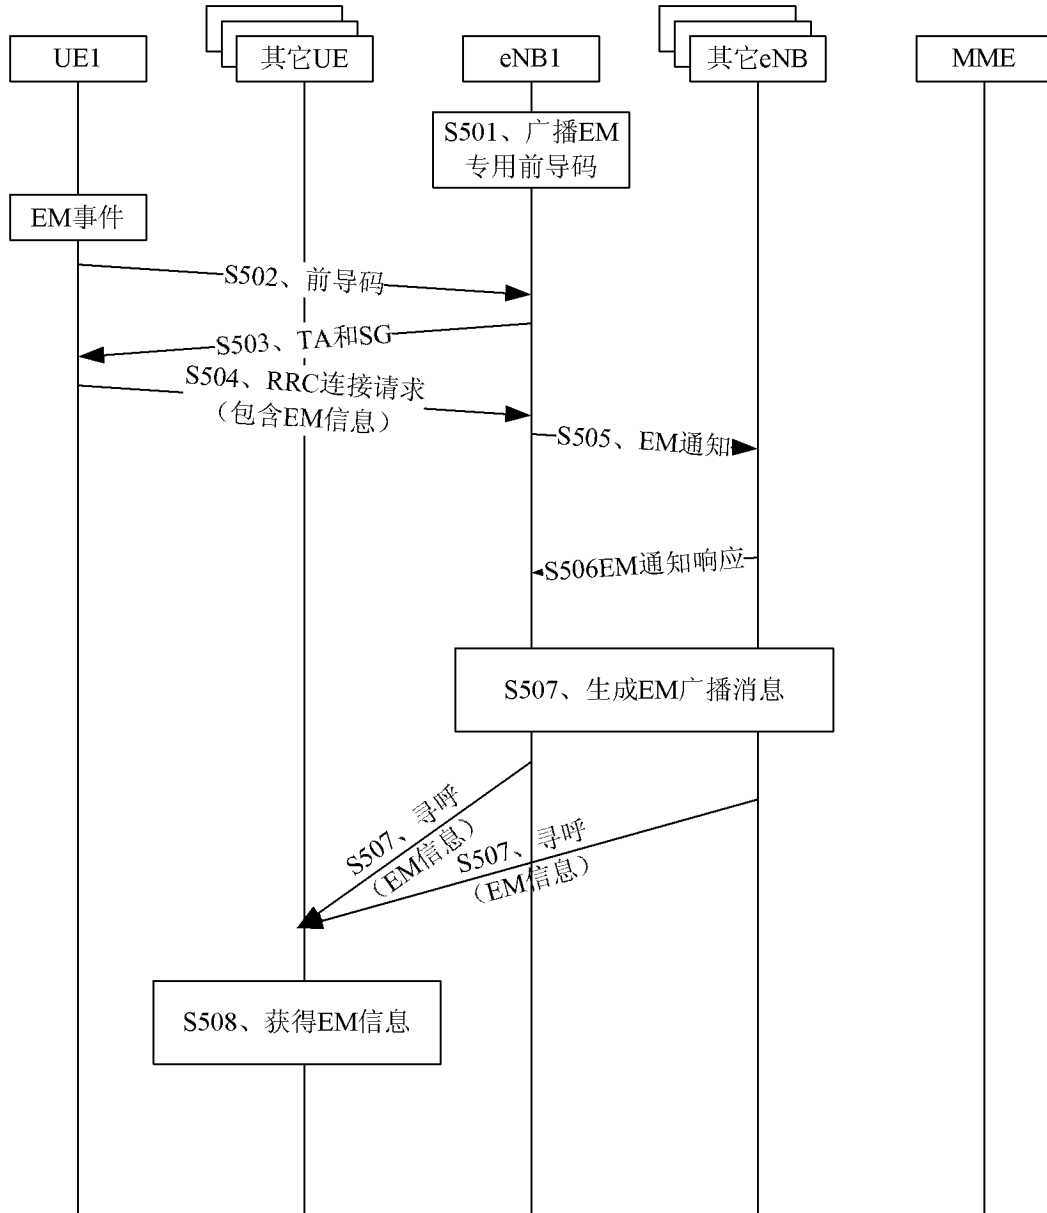 UE1
其它UE
eNB1
其它eNB
MME
S501、广播EM
专用前导码
EM事件
S502、前导码
S503、TA和SG
S504、RRC连接请求
（包含EM信息）
S505、EM通知
S506EM通知响应
S507、生成EM广播消息
S507、寻呼
（EM信息）
S507、寻呼
（EM信息）
S508、获得EM信息